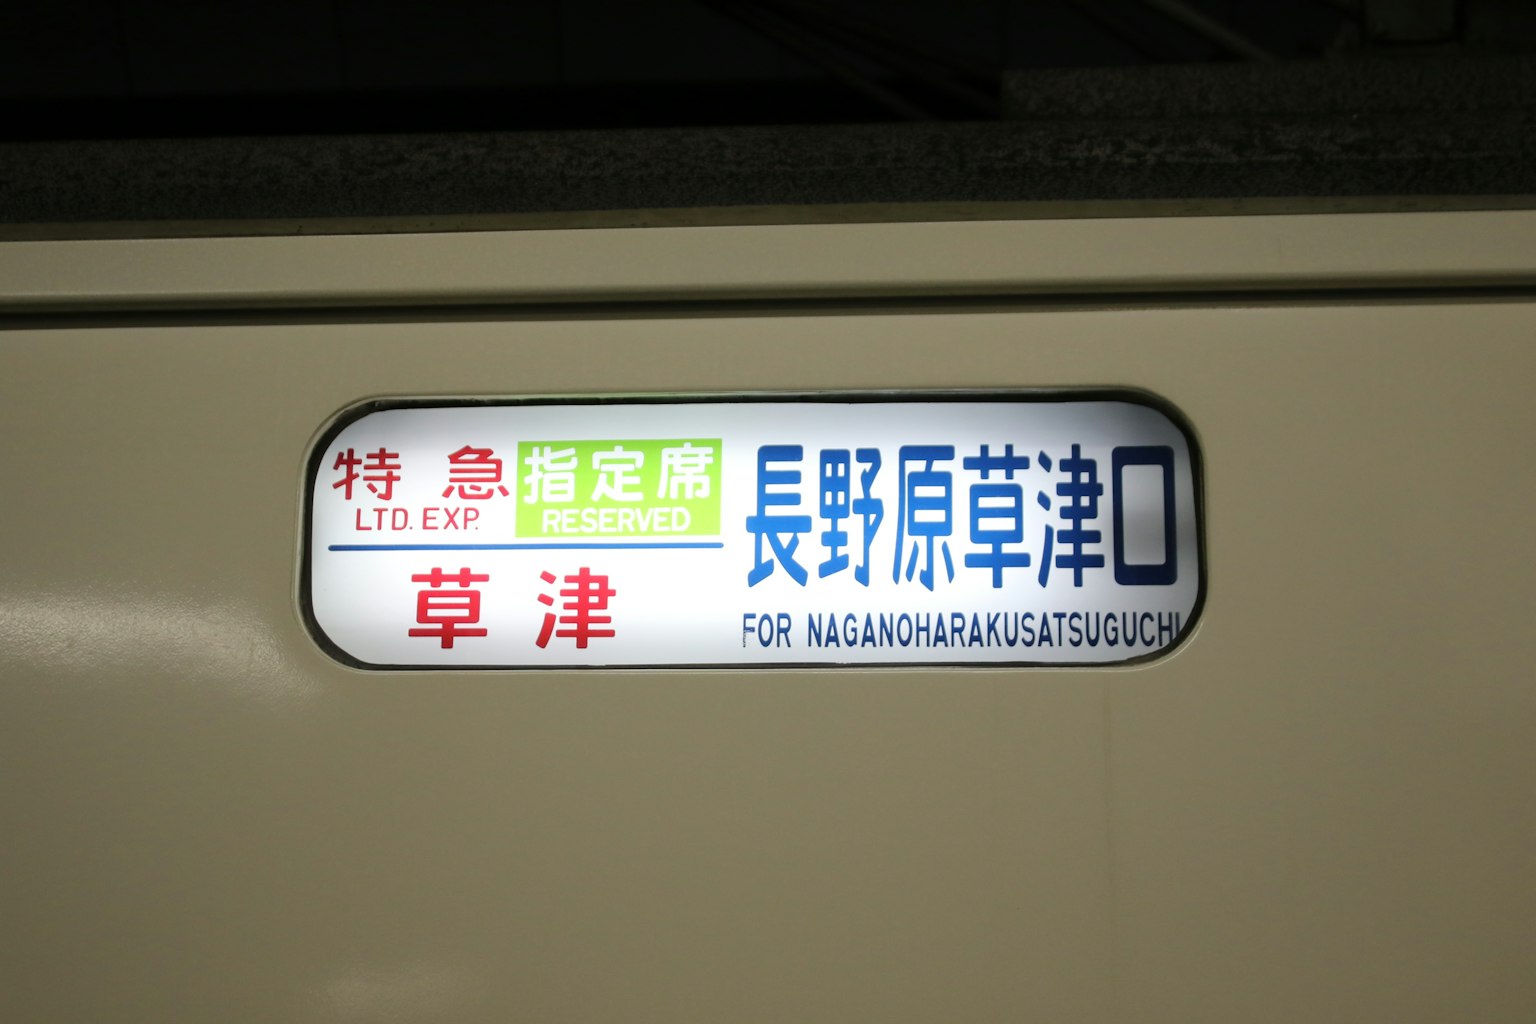 特急 指定席
LTD. EXP. RESERVED
草津
長野原草津口
FOR NAGANOHARAKUSATSUGUCHI